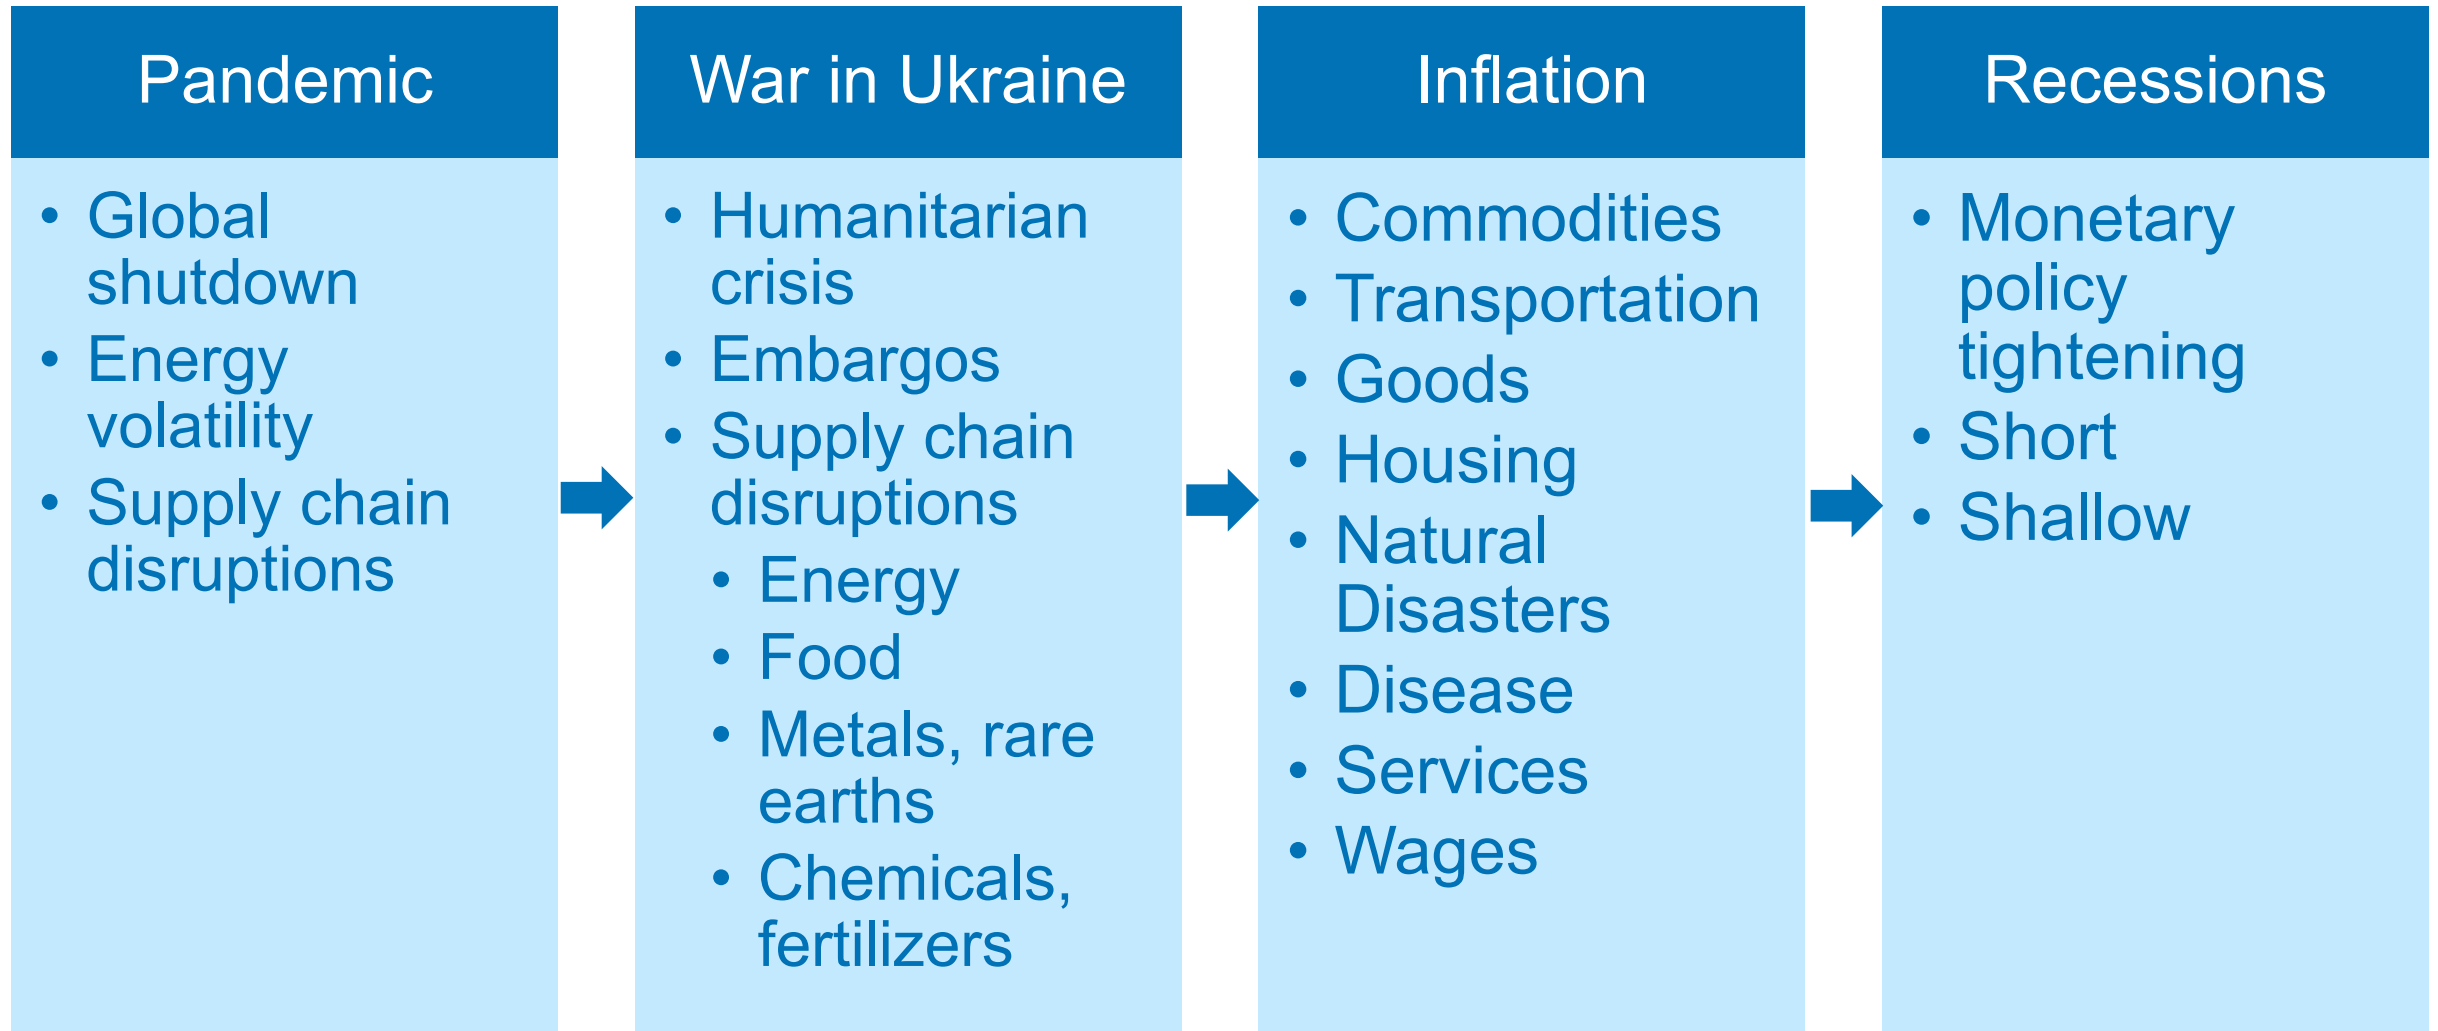 Pandemic
• Global
shutdown
• Energy
volatility
• Supply chain
disruptions
War in Ukraine
• Humanitarian
crisis
• Embargos
• Supply chain
disruptions
• Energy
• Food
• Metals, rare
earths
• Chemicals,
fertilizers
Inflation
• Commodities
• Transportation
• Goods
• Housing
• Natural
Disasters
• Disease
• Services
• Wages
Recessions
• Monetary
policy
tightening
• Short
• Shallow